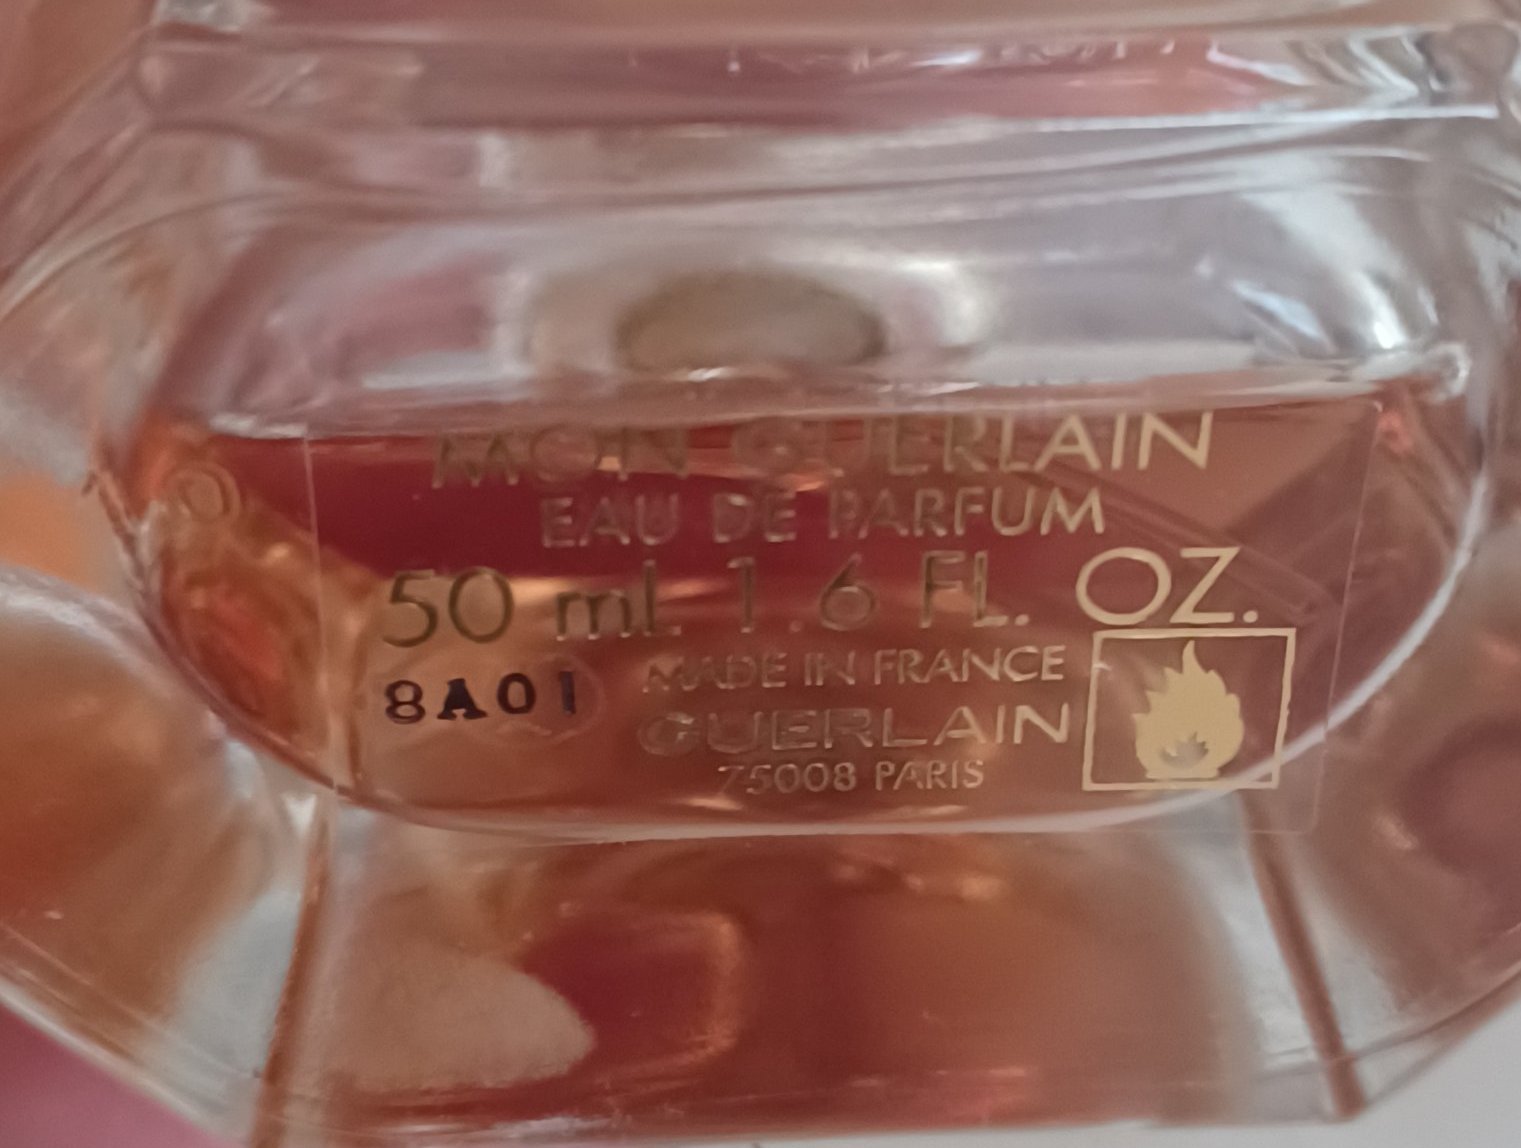 MON GUERLAIN
EAU DE PARFUM
50 mL 1.6 FL. OZ.
8A01
MADE IN FRANCE
GUERLAIN
75008 PARIS